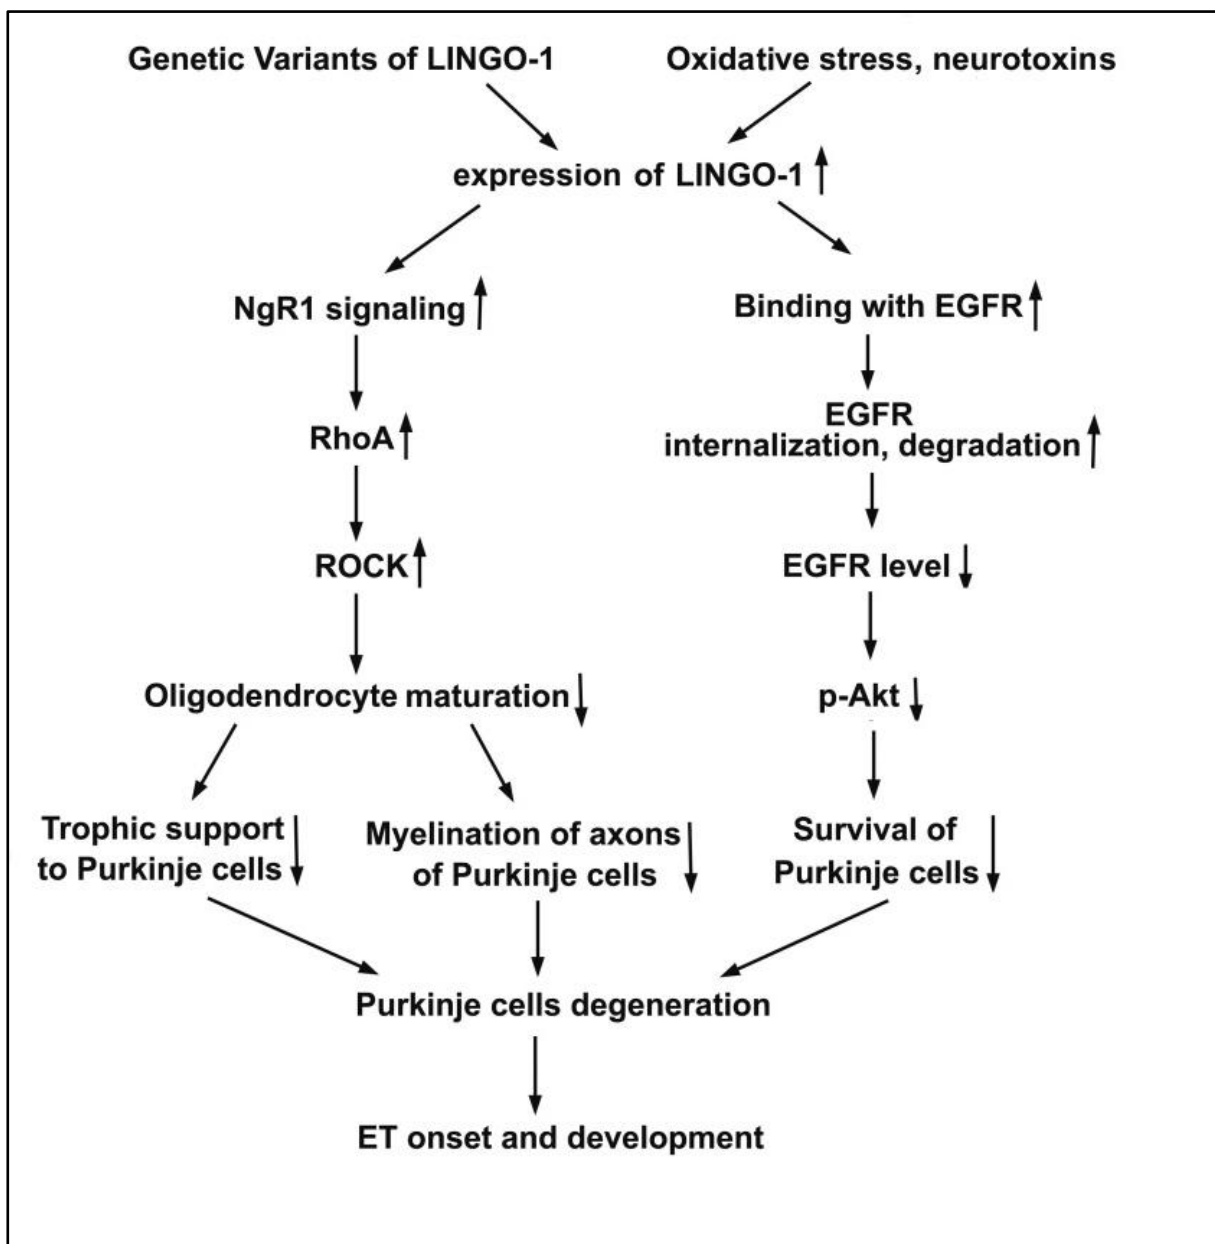 Genetic Variants of LINGO-1
Oxidative stress, neurotoxins
expression of LINGO-1
NgR1 signaling
Binding with EGFR
RhoA
EGFR
internalization, degradation
ROCK
EGFR level
Oligodendrocyte maturation
p-Akt
Trophic support
to Purkinje cells
Myelination of axons
of Purkinje cells
Survival of
Purkinje cells
Purkinje cells degeneration
ET onset and development